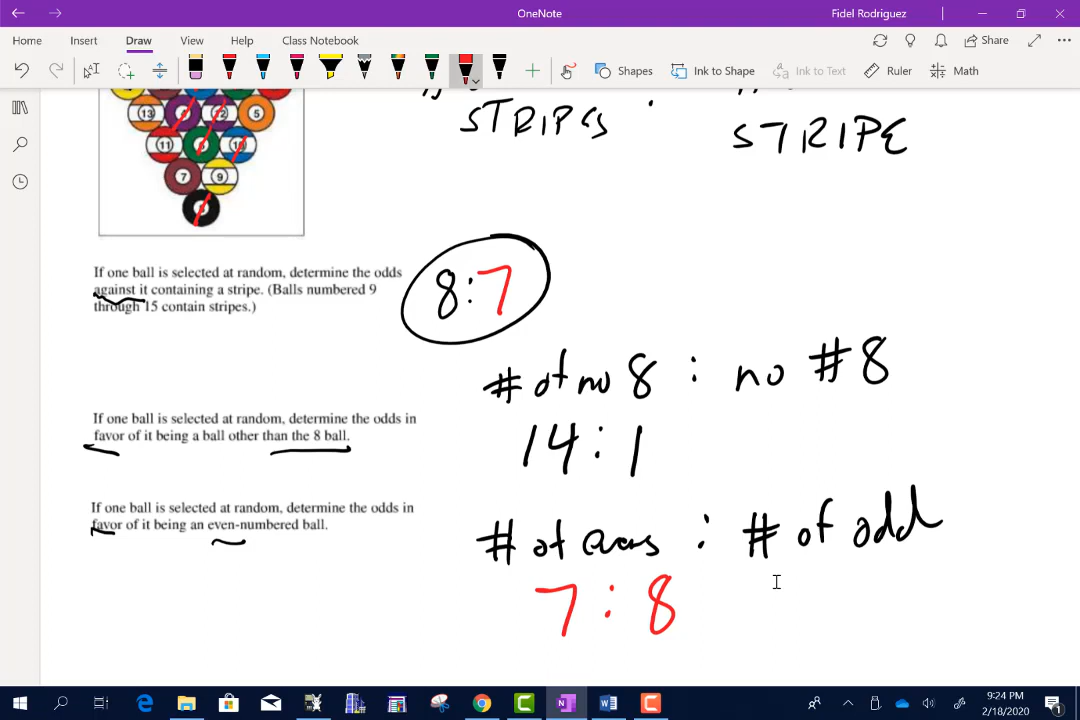 OneNote
Fidel Rodriguez
Home Insert Draw View Help Class Notebook
Share
Shapes Ink to Shape Ink to Text Ruler Math
13 5
11 10
7 9
STRIPES : STRIPE
If one ball is selected at random, determine the odds
against it containing a stripe. (Balls numbered 9
through 15 contain stripes.)
8:7
# of no 8 : no #8
If one ball is selected at random, determine the odds in
favor of it being a ball other than the 8 ball.
14:1
If one ball is selected at random, determine the odds in
favor of it being an even-numbered ball.
# of evens : # of odd
7:8
9:24 PM
2/18/2020